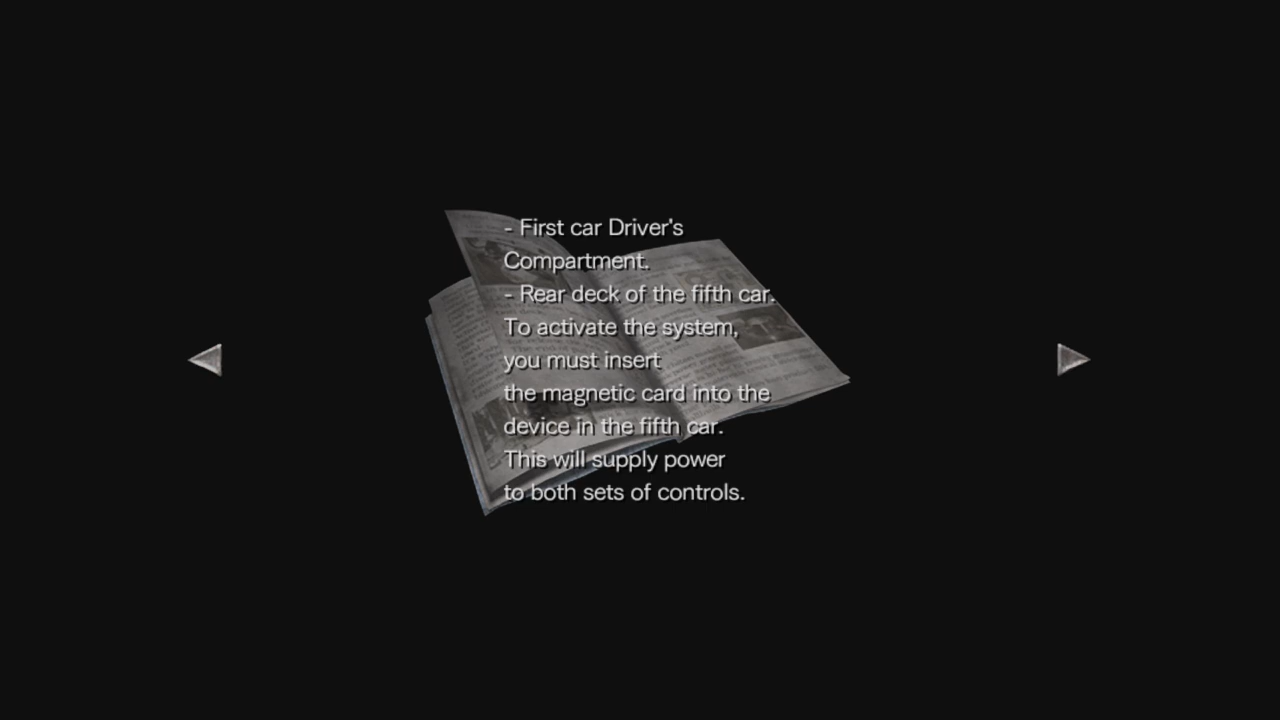 - First car Driver's
Compartment.
- Rear deck of the fifth car.
To activate the system,
you must insert
the magnetic card into the
device in the fifth car.
This will supply power
to both sets of controls.